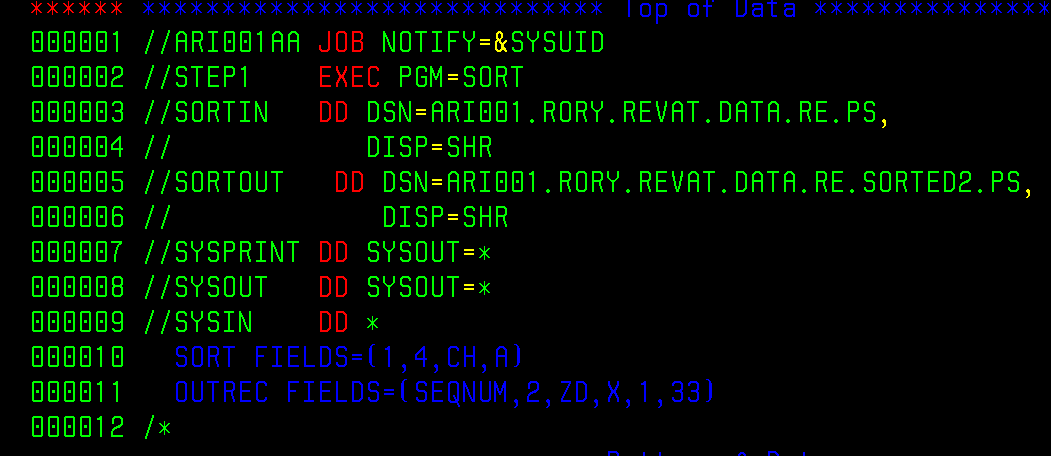 ****** ***************************** Top of Data ***************
000001 //ARI001AA JOB NOTIFY=&SYSUID
000002 //STEP1    EXEC PGM=SORT
000003 //SORTIN   DD DSN=ARI001.RORY.REVAT.DATA.RE.PS,
000004 //            DISP=SHR
000005 //SORTOUT   DD DSN=ARI001.RORY.REVAT.DATA.RE.SORTED2.PS,
000006 //             DISP=SHR
000007 //SYSPRINT DD SYSOUT=*
000008 //SYSOUT   DD SYSOUT=*
000009 //SYSIN    DD *
000010   SORT FIELDS=(1,4,CH,A)
000011   OUTREC FIELDS=(SEQNUM,2,ZD,X,1,33)
000012 /*